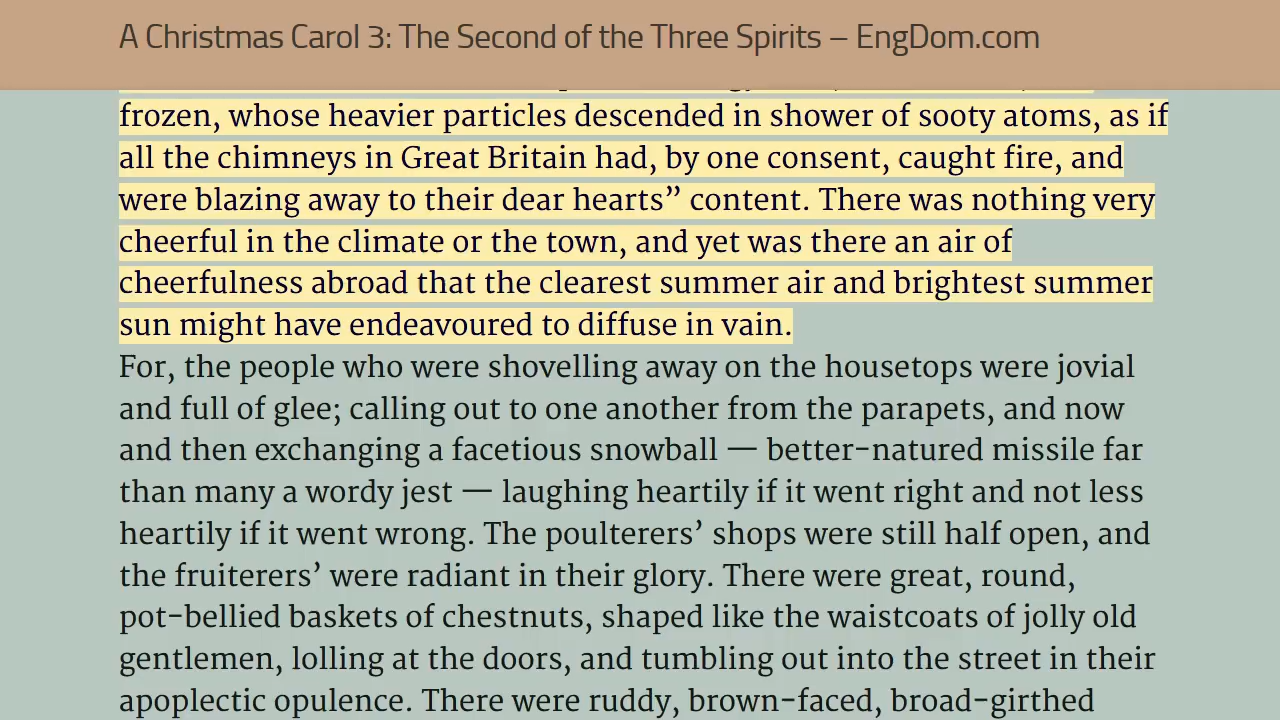 A Christmas Carol 3: The Second of the Three Spirits – EngDom.com
frozen, whose heavier particles descended in shower of sooty atoms, as if
all the chimneys in Great Britain had, by one consent, caught fire, and
were blazing away to their dear hearts” content. There was nothing very
cheerful in the climate or the town, and yet was there an air of
cheerfulness abroad that the clearest summer air and brightest summer
sun might have endeavoured to diffuse in vain.
For, the people who were shovelling away on the housetops were jovial
and full of glee; calling out to one another from the parapets, and now
and then exchanging a facetious snowball — better-natured missile far
than many a wordy jest — laughing heartily if it went right and not less
heartily if it went wrong. The poulterers’ shops were still half open, and
the fruiterers’ were radiant in their glory. There were great, round,
pot-bellied baskets of chestnuts, shaped like the waistcoats of jolly old
gentlemen, lolling at the doors, and tumbling out into the street in their
apoplectic opulence. There were ruddy, brown-faced, broad-girthed